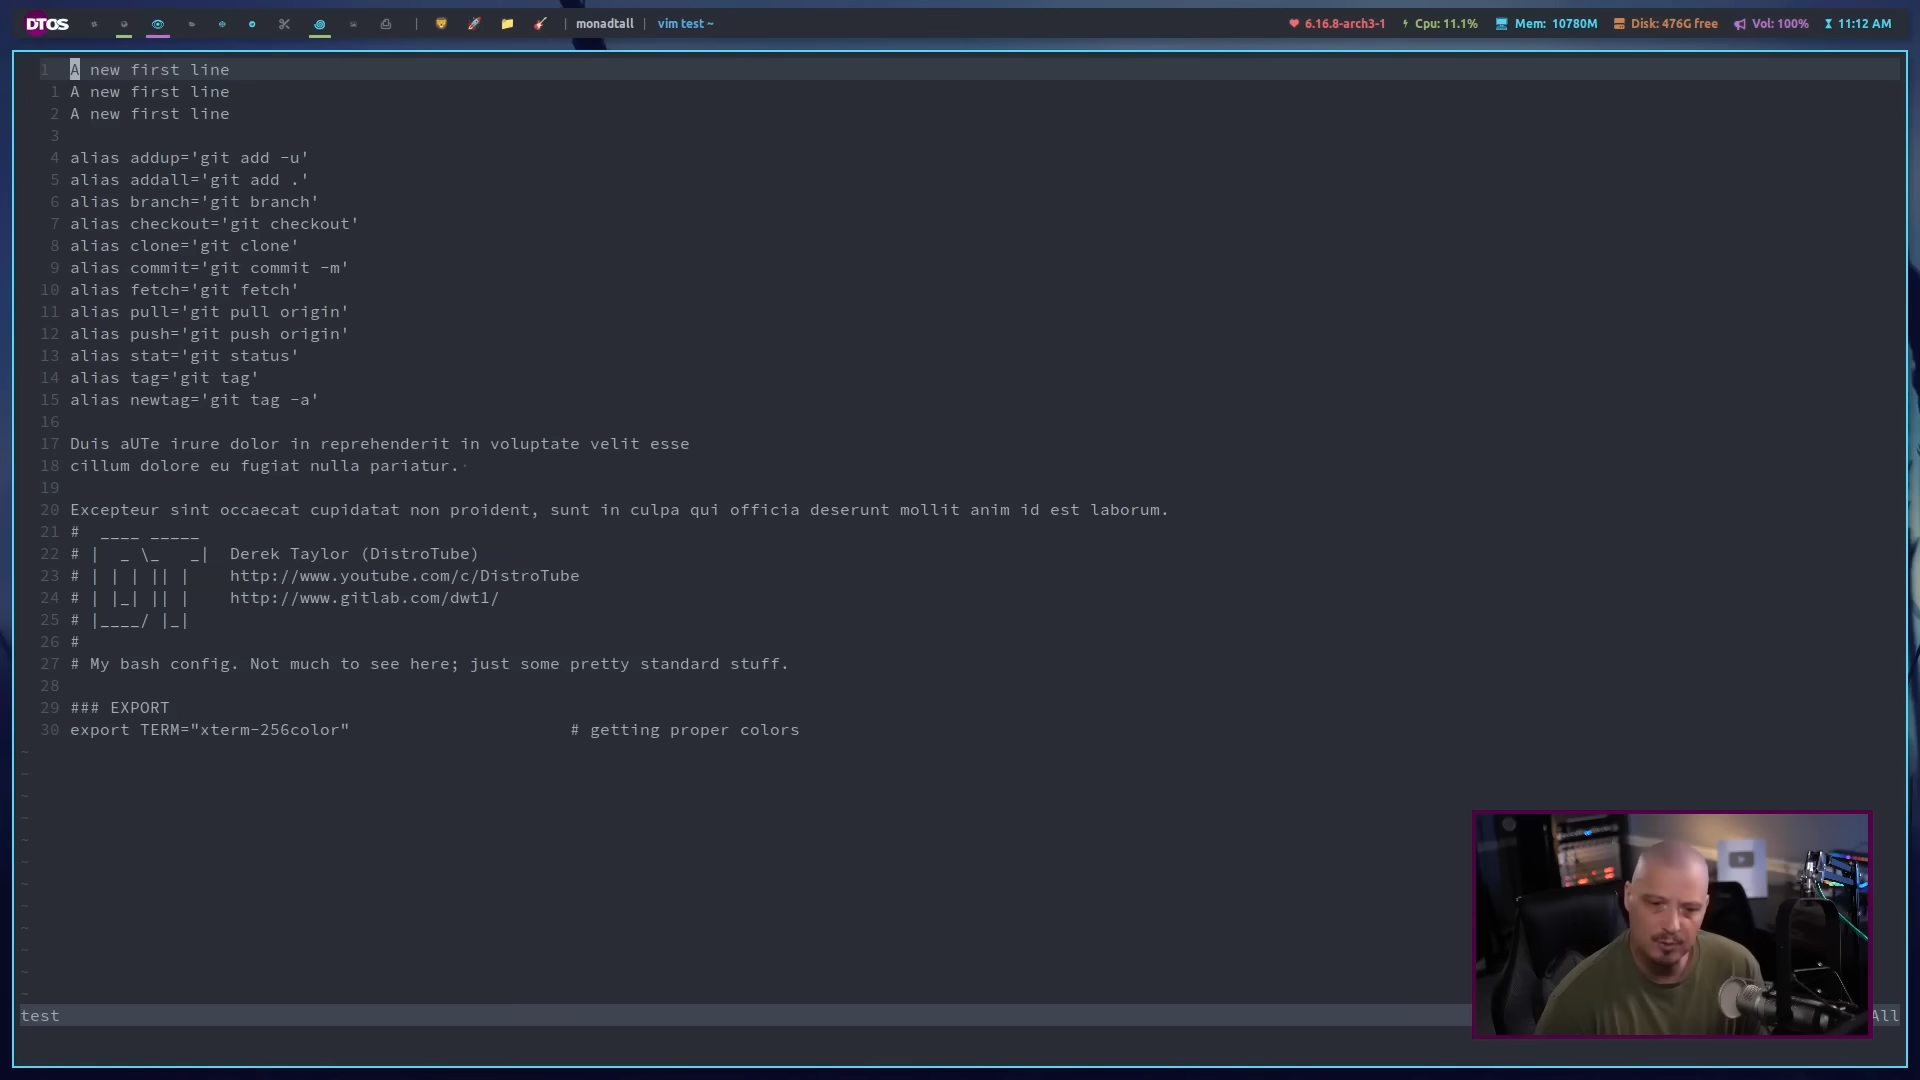 DTOS | monadtall | vim test ~ 6.16.8-arch3-1 Cpu: 11.1% Mem: 10780M Disk: 476G free Vol: 100% 11:12 AM
1 A new first line
1 A new first line
2 A new first line
3
4 alias addup='git add -u'
5 alias addall='git add .'
6 alias branch='git branch'
7 alias checkout='git checkout'
8 alias clone='git clone'
9 alias commit='git commit -m'
10 alias fetch='git fetch'
11 alias pull='git pull origin'
12 alias push='git push origin'
13 alias stat='git status'
14 alias tag='git tag'
15 alias newtag='git tag -a'
16
17 Duis aUTe irure dolor in reprehenderit in voluptate velit esse
18 cillum dolore eu fugiat nulla pariatur.
19
20 Excepteur sint occaecat cupidatat non proident, sunt in culpa qui officia deserunt mollit anim id est laborum.
21 #  ____ _____
22 # |  _ \_   _|  Derek Taylor (DistroTube)
23 # | | | || |    http://www.youtube.com/c/DistroTube
24 # | |_| || |    http://www.gitlab.com/dwt1/
25 # |____/ |_|
26 #
27 # My bash config. Not much to see here; just some pretty standard stuff.
28
29 ### EXPORT
30 export TERM="xterm-256color"                      # getting proper colors
test All